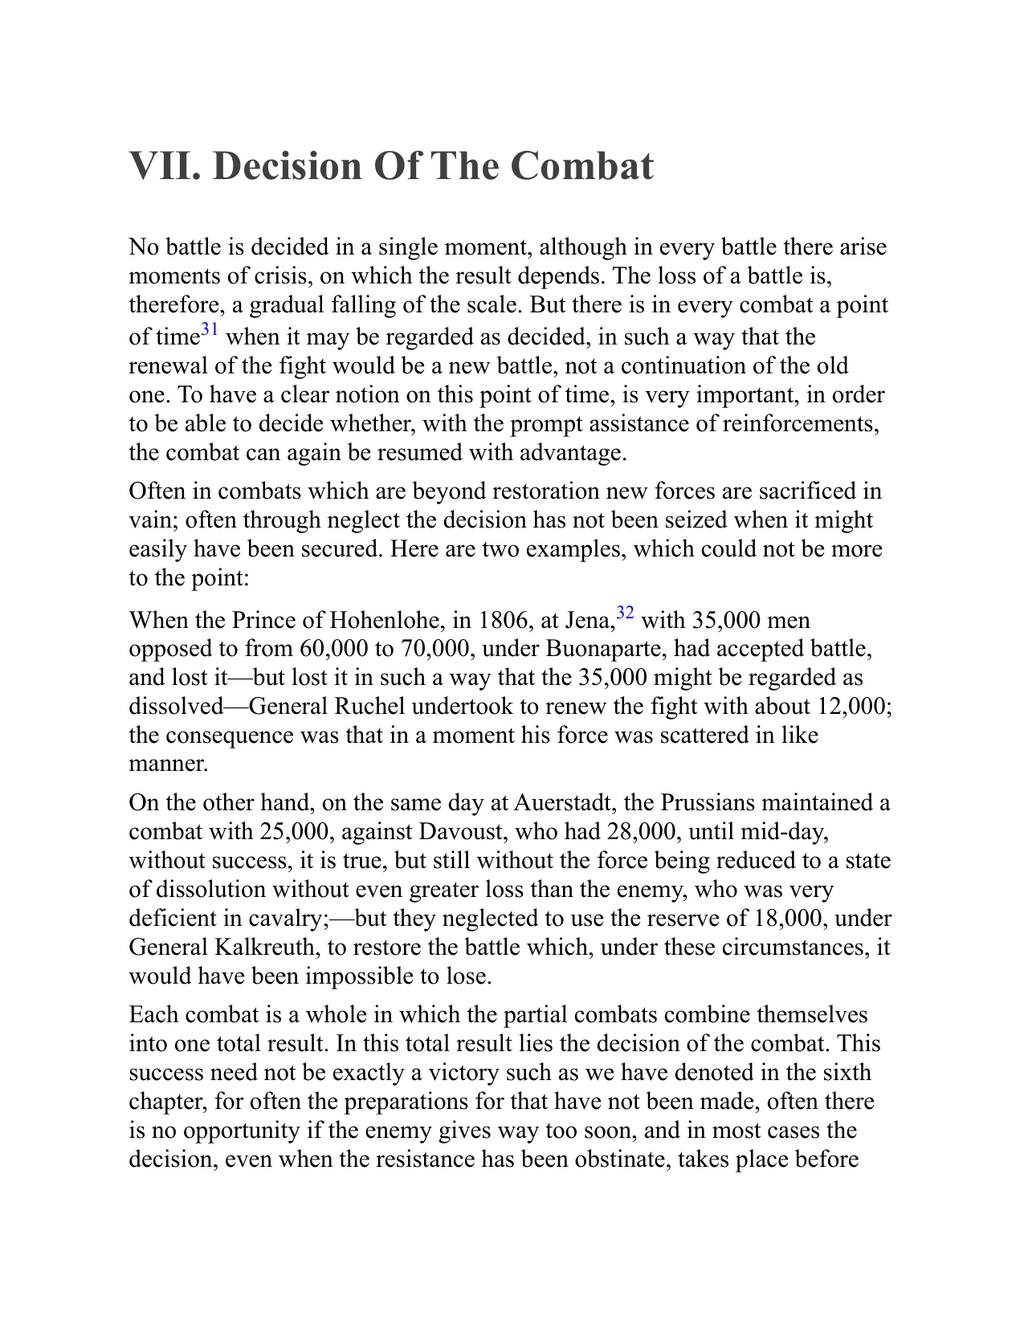 VII. Decision Of The Combat
No battle is decided in a single moment, although in every battle there arise
moments of crisis, on which the result depends. The loss of a battle is,
therefore, a gradual falling of the scale. But there is in every combat a point
of time31 when it may be regarded as decided, in such a way that the
renewal of the fight would be a new battle, not a continuation of the old
one. To have a clear notion on this point of time, is very important, in order
to be able to decide whether, with the prompt assistance of reinforcements,
the combat can again be resumed with advantage.
Often in combats which are beyond restoration new forces are sacrificed in
vain; often through neglect the decision has not been seized when it might
easily have been secured. Here are two examples, which could not be more
to the point:
When the Prince of Hohenlohe, in 1806, at Jena,32 with 35,000 men
opposed to from 60,000 to 70,000, under Buonaparte, had accepted battle,
and lost it—but lost it in such a way that the 35,000 might be regarded as
dissolved—General Ruchel undertook to renew the fight with about 12,000;
the consequence was that in a moment his force was scattered in like
manner.
On the other hand, on the same day at Auerstadt, the Prussians maintained a
combat with 25,000, against Davoust, who had 28,000, until mid-day,
without success, it is true, but still without the force being reduced to a state
of dissolution without even greater loss than the enemy, who was very
deficient in cavalry;—but they neglected to use the reserve of 18,000, under
General Kalkreuth, to restore the battle which, under these circumstances, it
would have been impossible to lose.
Each combat is a whole in which the partial combats combine themselves
into one total result. In this total result lies the decision of the combat. This
success need not be exactly a victory such as we have denoted in the sixth
chapter, for often the preparations for that have not been made, often there
is no opportunity if the enemy gives way too soon, and in most cases the
decision, even when the resistance has been obstinate, takes place before